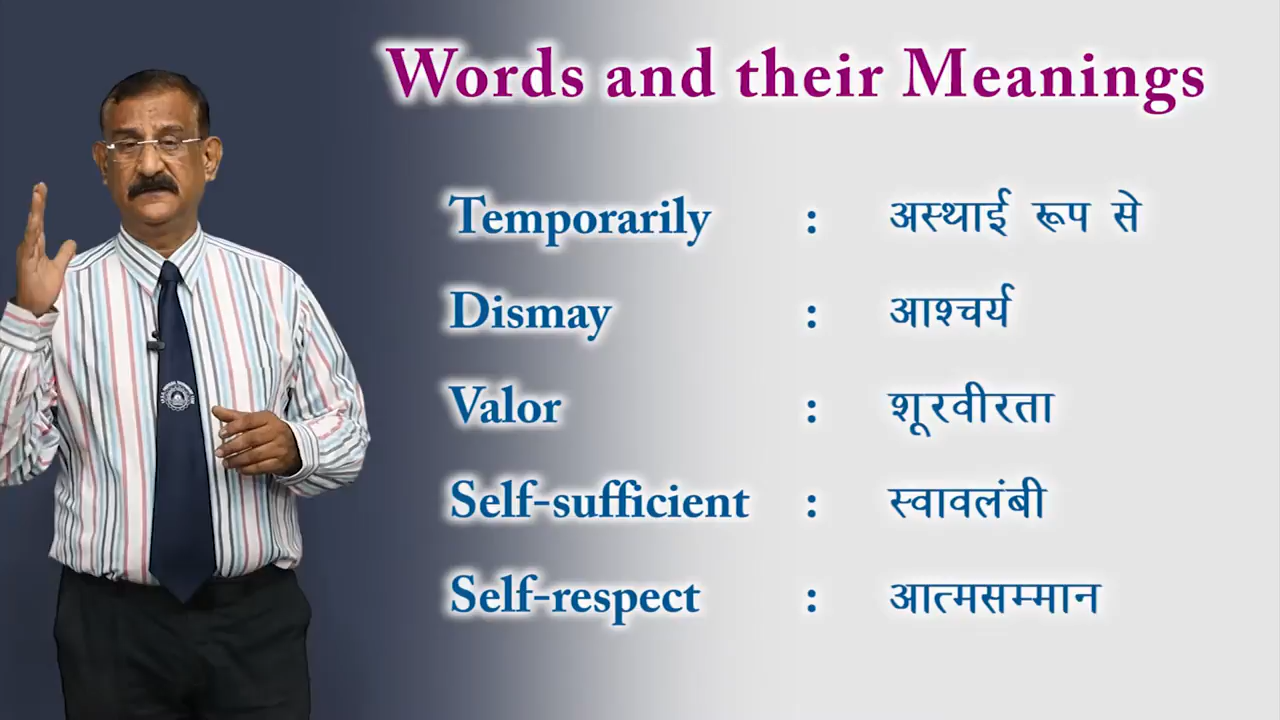 Words and their Meanings
Temporarily : अस्थाई रूप से
Dismay : आश्चर्य
Valor : शूरवीरता
Self-sufficient : स्वावलंबी
Self-respect : आत्मसम्मान